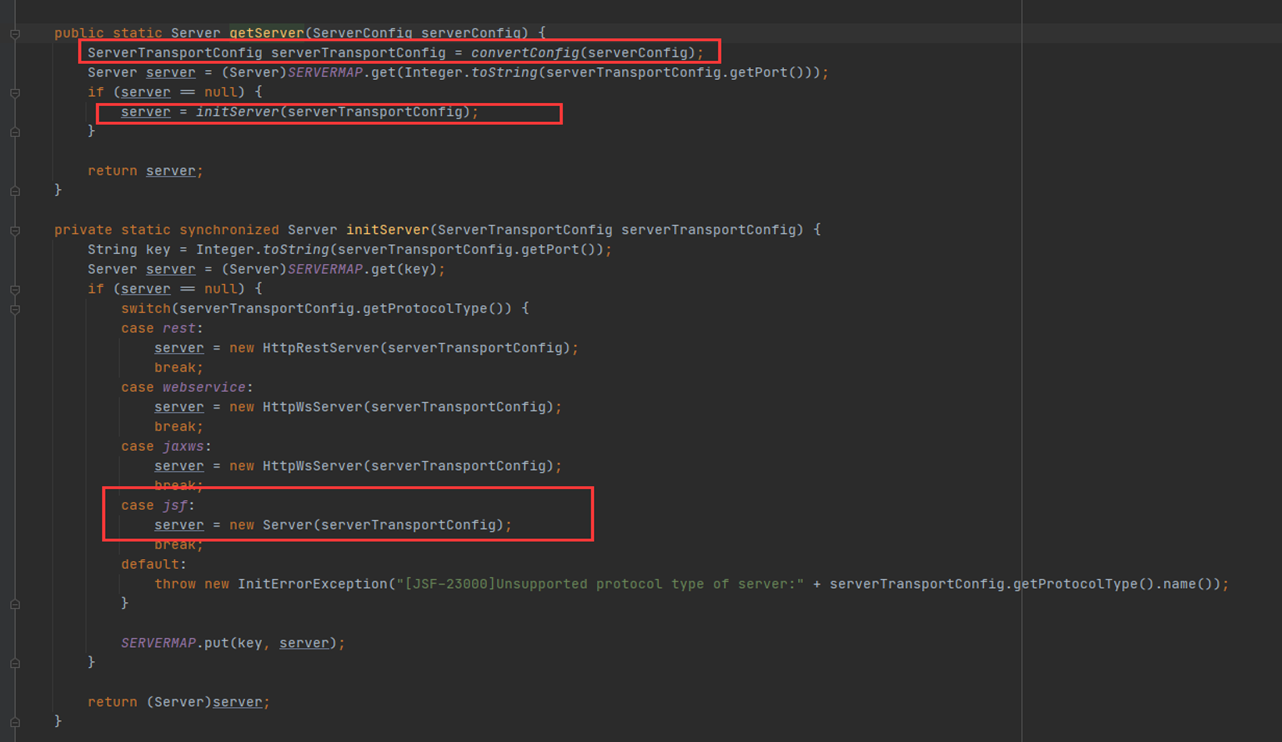 public static Server getServer(ServerConfig serverConfig) {
ServerTransportConfig serverTransportConfig = convertConfig(serverConfig);
Server server = (Server)SERVERMAP.get(Integer.toString(serverTransportConfig.getPort()));
if (server == null) {
server = initServer(serverTransportConfig);
}
return server;
}
private static synchronized Server initServer(ServerTransportConfig serverTransportConfig) {
String key = Integer.toString(serverTransportConfig.getPort());
Server server = (Server)SERVERMAP.get(key);
if (server == null) {
switch(serverTransportConfig.getProtocolType()) {
case rest:
server = new HttpRestServer(serverTransportConfig);
break;
case webservice:
server = new HttpWsServer(serverTransportConfig);
break;
case jaxws:
server = new HttpWsServer(serverTransportConfig);
break;
case jsf:
server = new Server(serverTransportConfig);
break;
default:
throw new InitErrorException("[JSF-23000]Unsupported protocol type of server:" + serverTransportConfig.getProtocolType().name());
}
SERVERMAP.put(key, server);
}
return (Server)server;
}